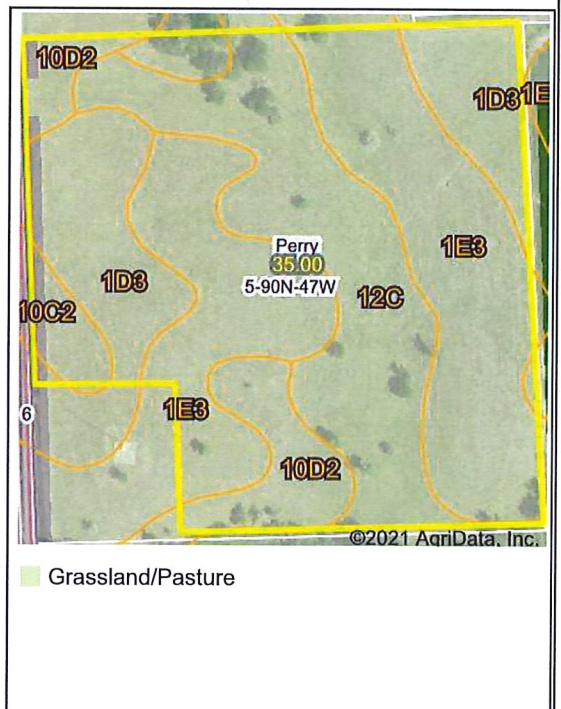 10D2
1D3 1E
Perry
35.00
1E3
5-90N-47W
1D3
12C
10C2
6
1E3
10D2
©2021 AgriData, Inc.
Grassland/Pasture